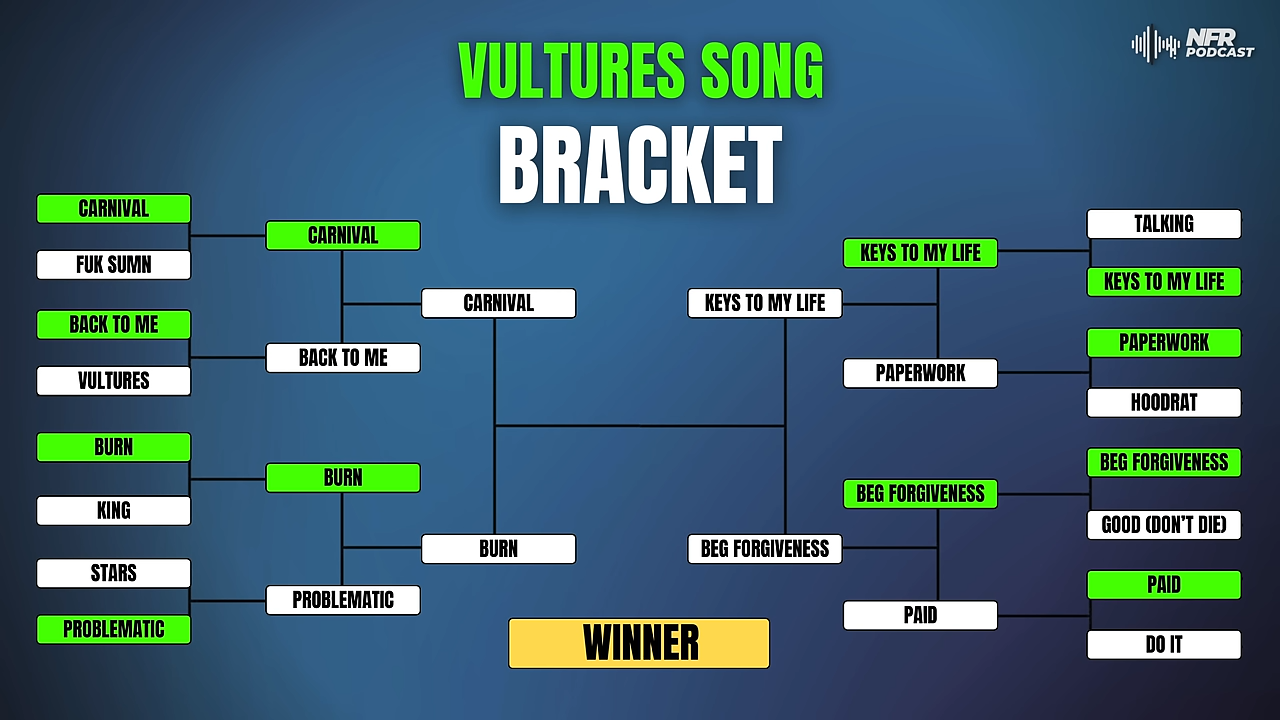 NFR
PODCAST
VULTURES SONG
BRACKET
CARNIVAL
FUK SUMN
BACK TO ME
VULTURES
BURN
KING
STARS
PROBLEMATIC
CARNIVAL
BACK TO ME
BURN
PROBLEMATIC
CARNIVAL
BURN
KEYS TO MY LIFE
BEG FORGIVENESS
KEYS TO MY LIFE
PAPERWORK
BEG FORGIVENESS
PAID
TALKING
KEYS TO MY LIFE
PAPERWORK
HOODRAT
BEG FORGIVENESS
GOOD (DON'T DIE)
PAID
DO IT
WINNER